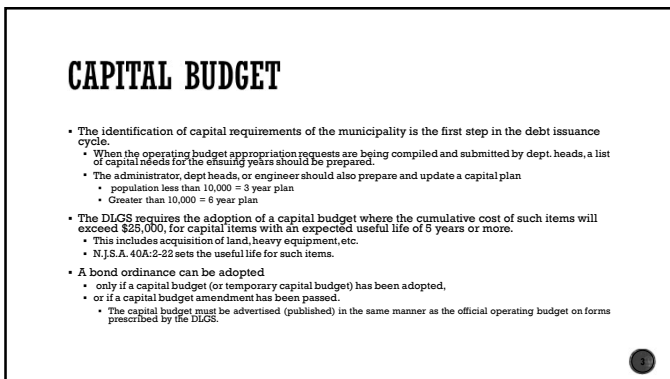 CAPITAL BUDGET
▪ The identification of capital requirements of the municipality is the first step in the debt issuance
cycle.
▪ When the operating budget appropriation requests are being compiled and submitted by dept. heads, a list
of capital needs for the ensuing years should be prepared.
▪ The administrator, dept heads, or engineer should also prepare and update a capital plan
▪ population less than 10,000 = 3 year plan
▪ Greater than 10,000 = 6 year plan
▪ The DLGS requires the adoption of a capital budget where the cumulative cost of such items will
exceed $25,000, for capital items with an expected useful life of 5 years or more.
▪ This includes acquisition of land, heavy equipment, etc.
▪ N.J.S.A. 40A:2-22 sets the useful life for such items.
▪ A bond ordinance can be adopted
▪ only if a capital budget (or temporary capital budget) has been adopted,
▪ or if a capital budget amendment has been passed.
▪ The capital budget must be advertised (published) in the same manner as the official operating budget on forms
prescribed by the DLGS.